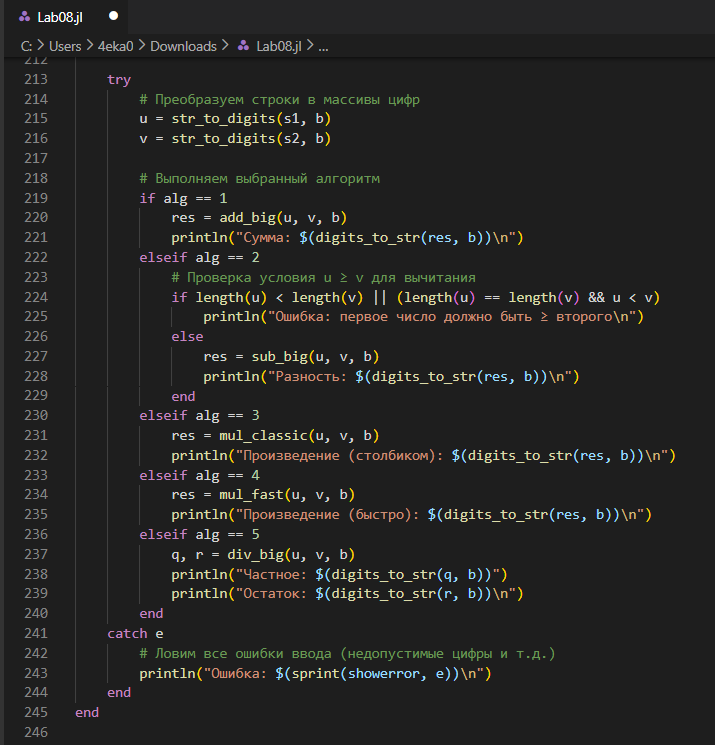 Lab08.jl
C: > Users > 4eka0 > Downloads > Lab08.jl > ...
212
213 try
214 # Преобразуем строки в массивы цифр
215 u = str_to_digits(s1, b)
216 v = str_to_digits(s2, b)
217
218 # Выполняем выбранный алгоритм
219 if alg == 1
220 res = add_big(u, v, b)
221 println("Сумма: $(digits_to_str(res, b))\n")
222 elseif alg == 2
223 # Проверка условия u ≥ v для вычитания
224 if length(u) < length(v) || (length(u) == length(v) && u < v)
225 println("Ошибка: первое число должно быть ≥ второго\n")
226 else
227 res = sub_big(u, v, b)
228 println("Разность: $(digits_to_str(res, b))\n")
229 end
230 elseif alg == 3
231 res = mul_classic(u, v, b)
232 println("Произведение (столбиком): $(digits_to_str(res, b))\n")
233 elseif alg == 4
234 res = mul_fast(u, v, b)
235 println("Произведение (быстро): $(digits_to_str(res, b))\n")
236 elseif alg == 5
237 q, r = div_big(u, v, b)
238 println("Частное: $(digits_to_str(q, b))")
239 println("Остаток: $(digits_to_str(r, b))\n")
240 end
241 catch e
242 # Ловим все ошибки ввода (недопустимые цифры и т.д.)
243 println("Ошибка: $(sprint(showerror, e))\n")
244 end
245 end
246